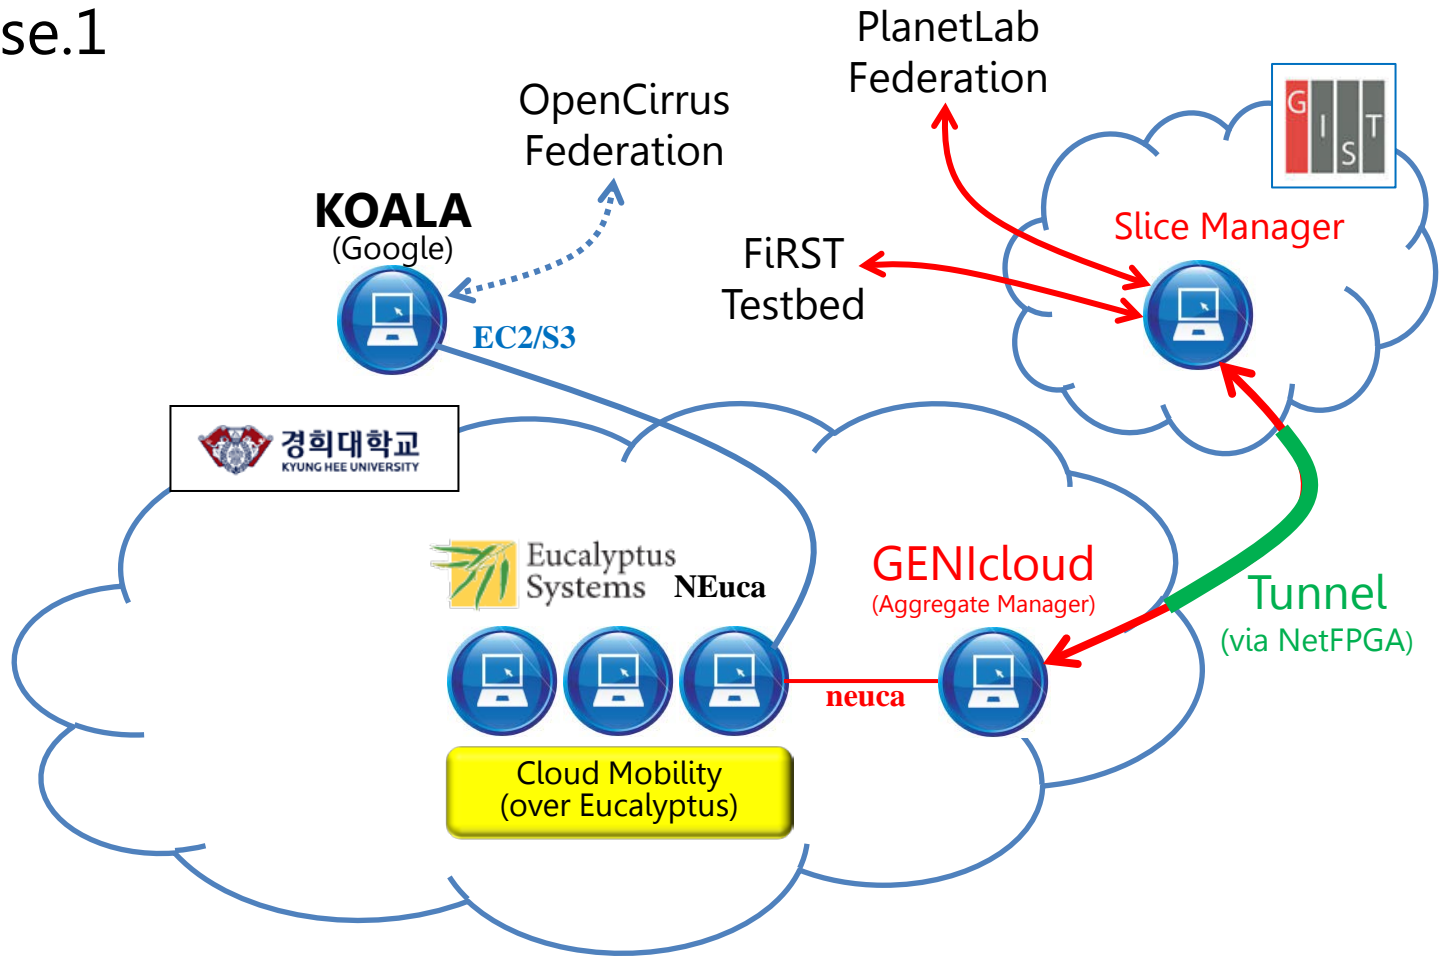 se.1
PlanetLab
Federation
OpenCirrus
Federation
G
I
S
T
KOALA
(Google)
Slice Manager
FiRST
Testbed
EC2/S3
경희대학교
KYUNG HEE UNIVERSITY
Eucalyptus
Systems
NEuca
GENIcloud
(Aggregate Manager)
Tunnel
(via NetFPGA)
neuca
Cloud Mobility
(over Eucalyptus)